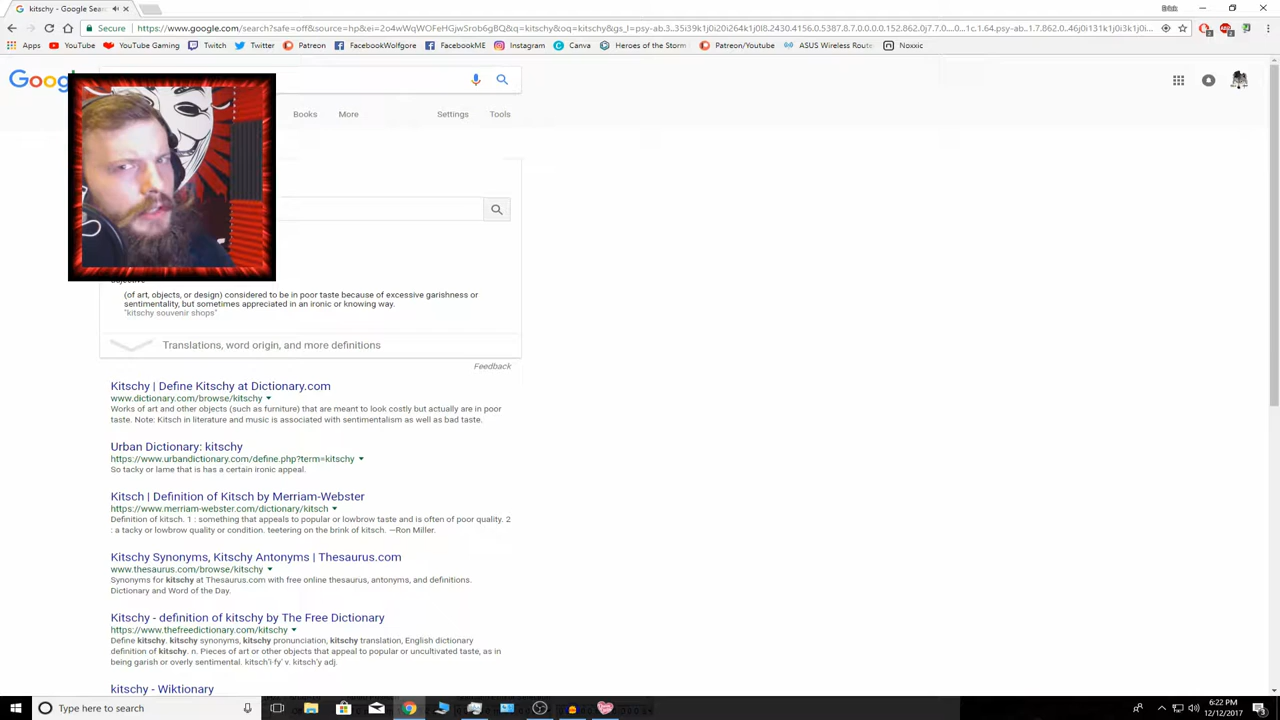 kitschy - Google Sear
Secure
https://www.google.com/search?safe=off&source=hp&ei=2o4wWqWOFeHGjwSrob6gBQ&q=kitschy&oq=kitschy&gs_l=psy-ab.3..35i39k1j0i20i263k1j0l8.2430.4156.0.5387.8.7.0.0.0.0.152.862.0j7.7.0....0...1c.1.64.psy-ab..1.7.862.0..46j0i131k1j0i3k1j...
Apps
YouTube
YouTube Gaming
Twitch
Twitter
Patreon
FacebookWolfgore
FacebookME
Instagram
Canva
Heroes of the Storm
Patreon/Youtube
ASUS Wireless Route
Noxxic
Goog
Books
More
Settings
Tools
adjective
(of art, objects, or design) considered to be in poor taste because of excessive garishness or
sentimentality, but sometimes appreciated in an ironic or knowing way.
"kitschy souvenir shops"
Translations, word origin, and more definitions
Feedback
Kitschy | Define Kitschy at Dictionary.com
www.dictionary.com/browse/kitschy
Works of art and other objects (such as furniture) that are meant to look costly but actually are in poor
taste. Note: Kitsch in literature and music is associated with sentimentalism as well as bad taste.
Urban Dictionary: kitschy
https://www.urbandictionary.com/define.php?term=kitschy
So tacky or lame that is has a certain ironic appeal.
Kitsch | Definition of Kitsch by Merriam-Webster
https://www.merriam-webster.com/dictionary/kitsch
Definition of kitsch. 1 : something that appeals to popular or lowbrow taste and is often of poor quality. 2
: a tacky or lowbrow quality or condition. teetering on the brink of kitsch. —Ron Miller.
Kitschy Synonyms, Kitschy Antonyms | Thesaurus.com
www.thesaurus.com/browse/kitschy
Synonyms for kitschy at Thesaurus.com with free online thesaurus, antonyms, and definitions.
Dictionary and Word of the Day.
Kitschy - definition of kitschy by The Free Dictionary
https://www.thefreedictionary.com/kitschy
Define kitschy. kitschy synonyms, kitschy pronunciation, kitschy translation, English dictionary
definition of kitschy. n. Pieces of art or other objects that appeal to popular or uncultivated taste, as in
being garish or overly sentimental. kitsch′i·fy′ v. kitsch′y adj.
kitschy - Wiktionary
Type here to search
6:22 PM
12/12/2017